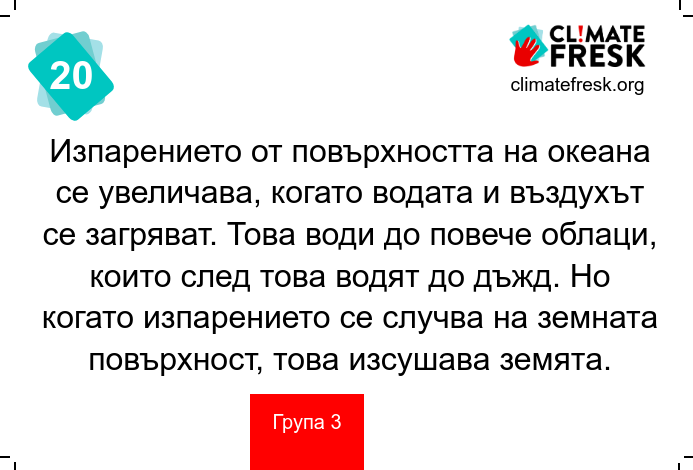 20
CL!MATE
FRESK
climatefresk.org
Изпарението от повърхността на океана
се увеличава, когато водата и въздухът
се загряват. Това води до повече облаци,
които след това водят до дъжд. Но
когато изпарението се случва на земната
повърхност, това изсушава земята.
Група 3